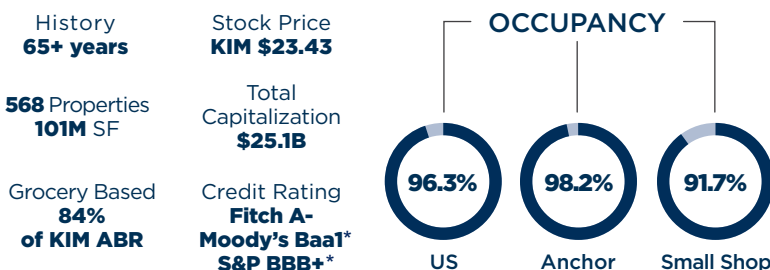 History
65+ years
Stock Price
KIM $23.43
568 Properties
101M SF
Total
Capitalization
$25.1B
Grocery Based
84%
of KIM ABR
Credit Rating
Fitch A-
Moody's Baa1*
S&P BBB+*
OCCUPANCY
96.3%
98.2%
91.7%
US
Anchor
Small Shop